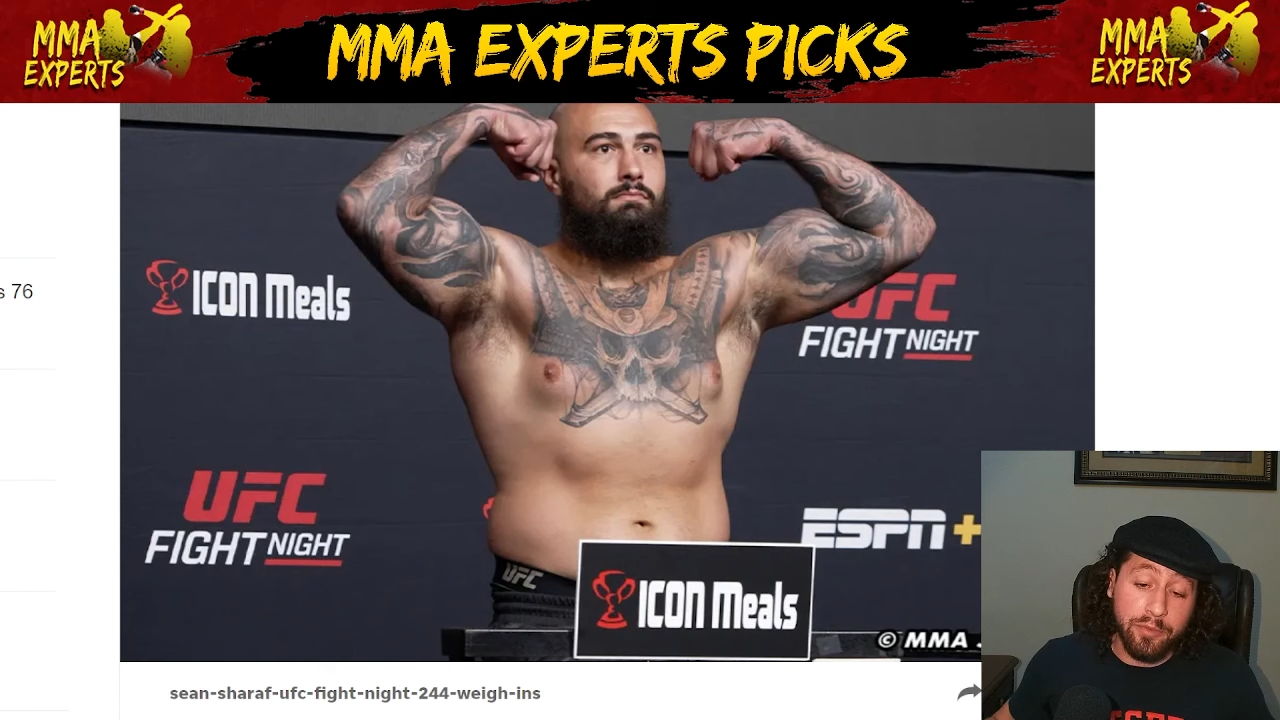 MMA
EXPERTS
MMA EXPERTS PICKS
MMA
EXPERTS
s 76
ICON Meals
UFC
FIGHT NIGHT
UFC
FIGHT NIGHT
ESPN+
UFC
ICON Meals
© MMA
sean-sharaf-ufc-fight-night-244-weigh-ins